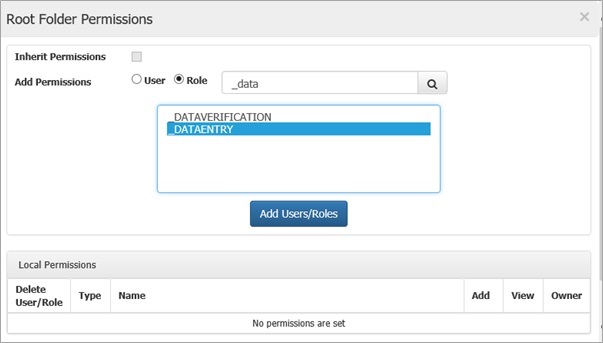 Root Folder Permissions
Inherit Permissions
Add Permissions User Role _data
_DATAVERIFICATION
_DATAENTRY
Add Users/Roles
Local Permissions
Delete User/Role Type Name Add View Owner
No permissions are set